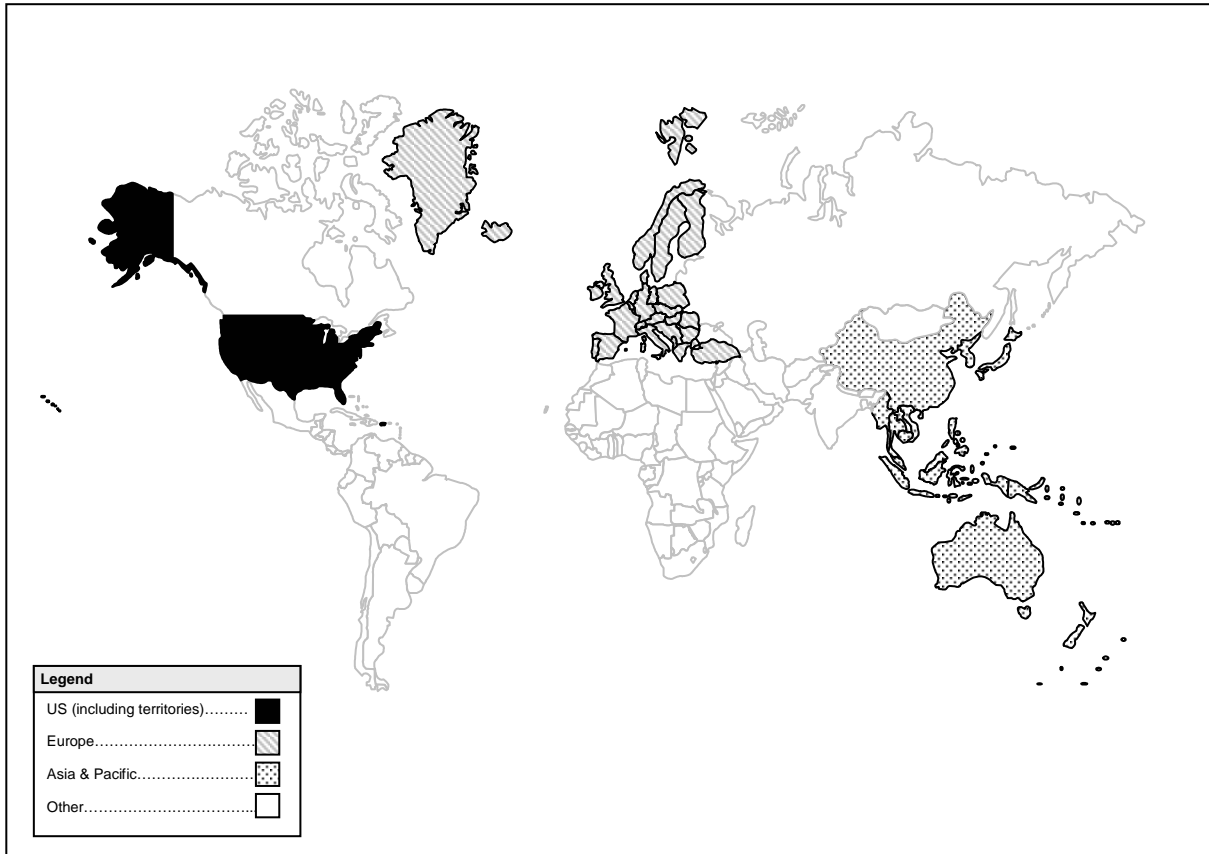 Legend
US (including territories).........
Europe.................................
Asia & Pacific........................
Other..................................